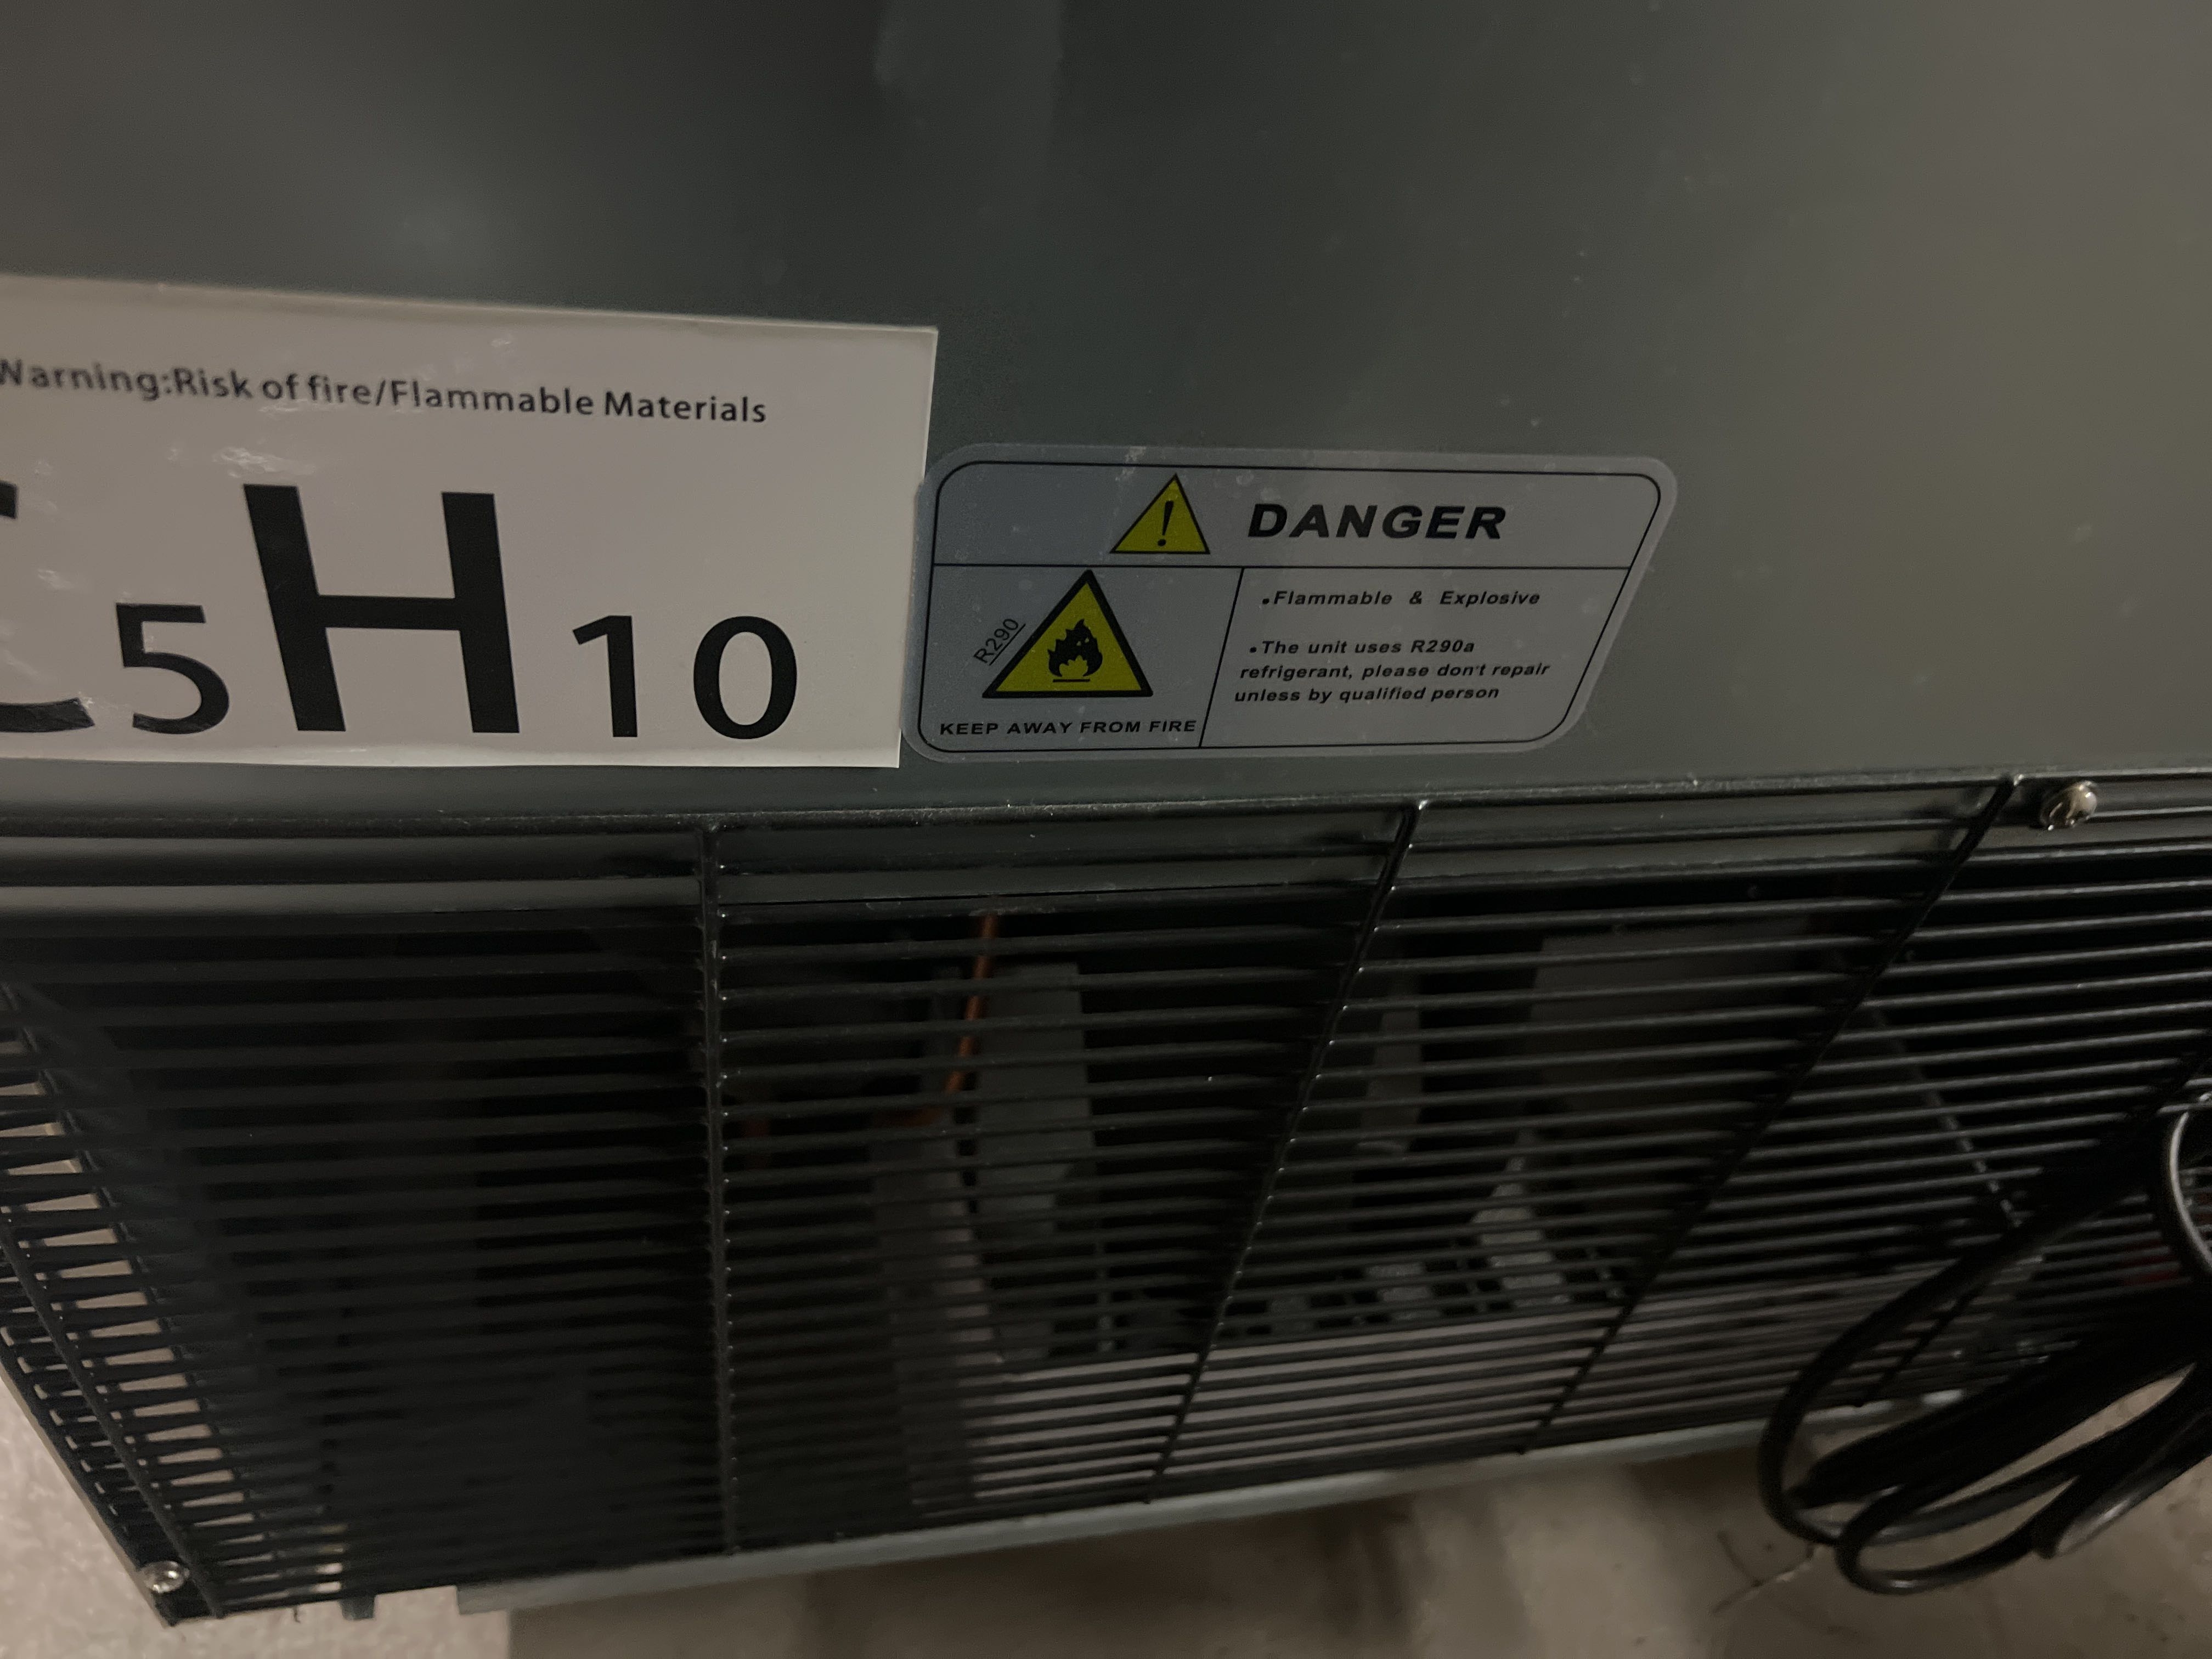 Warning:Risk of fire/Flammable Materials
C5H10
DANGER
R290
KEEP AWAY FROM FIRE
•Flammable & Explosive
•The unit uses R290a
refrigerant, please don't repair
unless by qualified person